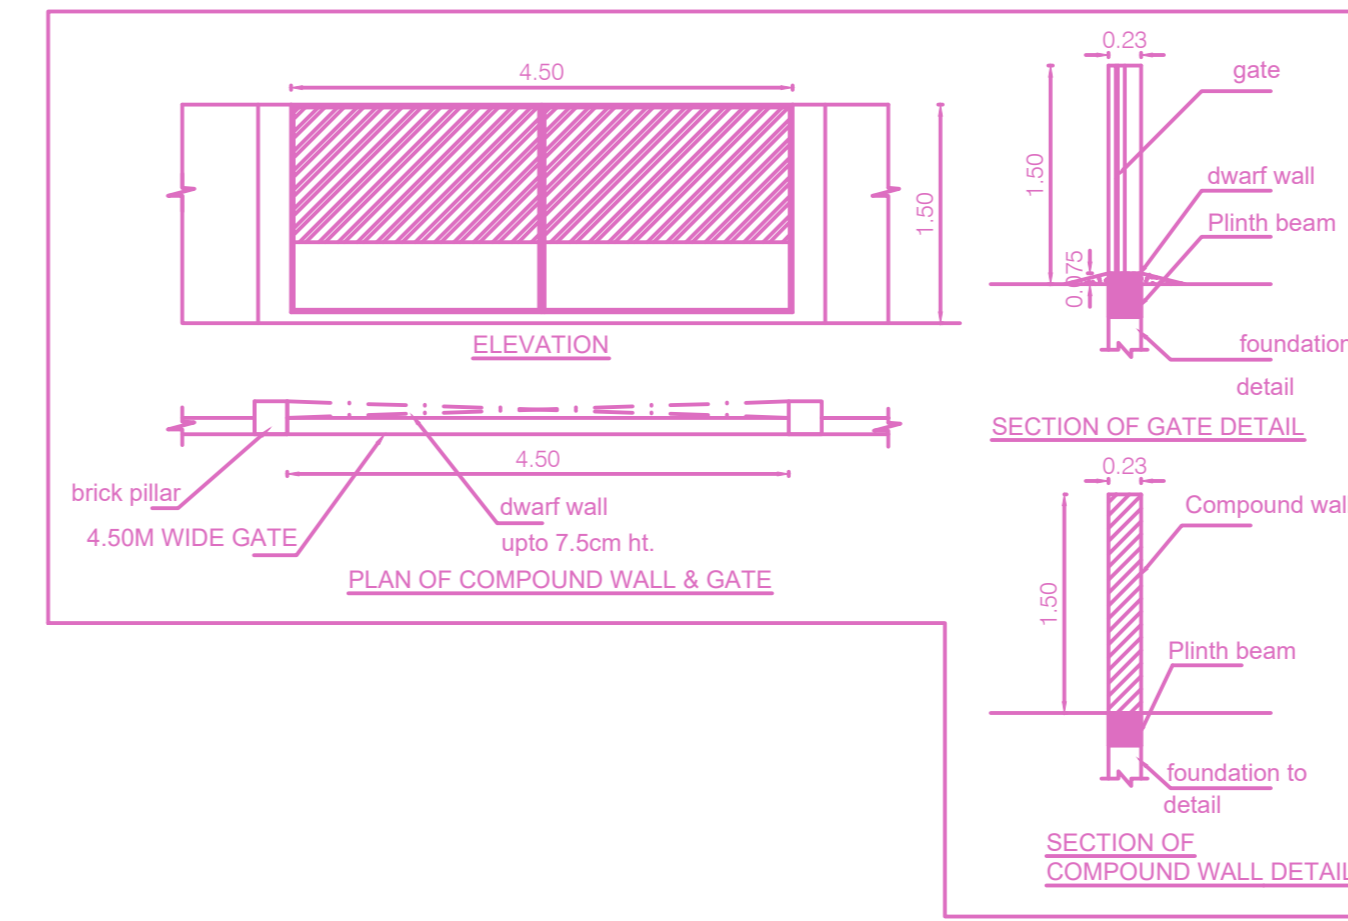 4.50
1.50
ELEVATION
4.50
brick pillar
4.50M WIDE GATE
dwarf wall
upto 7.5cm ht.
PLAN OF COMPOUND WALL & GATE
0.23
gate
1.50
dwarf wall
Plinth beam
0.075
foundation
detail
SECTION OF GATE DETAIL
0.23
Compound wal
1.50
Plinth beam
foundation to
detail
SECTION OF
COMPOUND WALL DETAIL